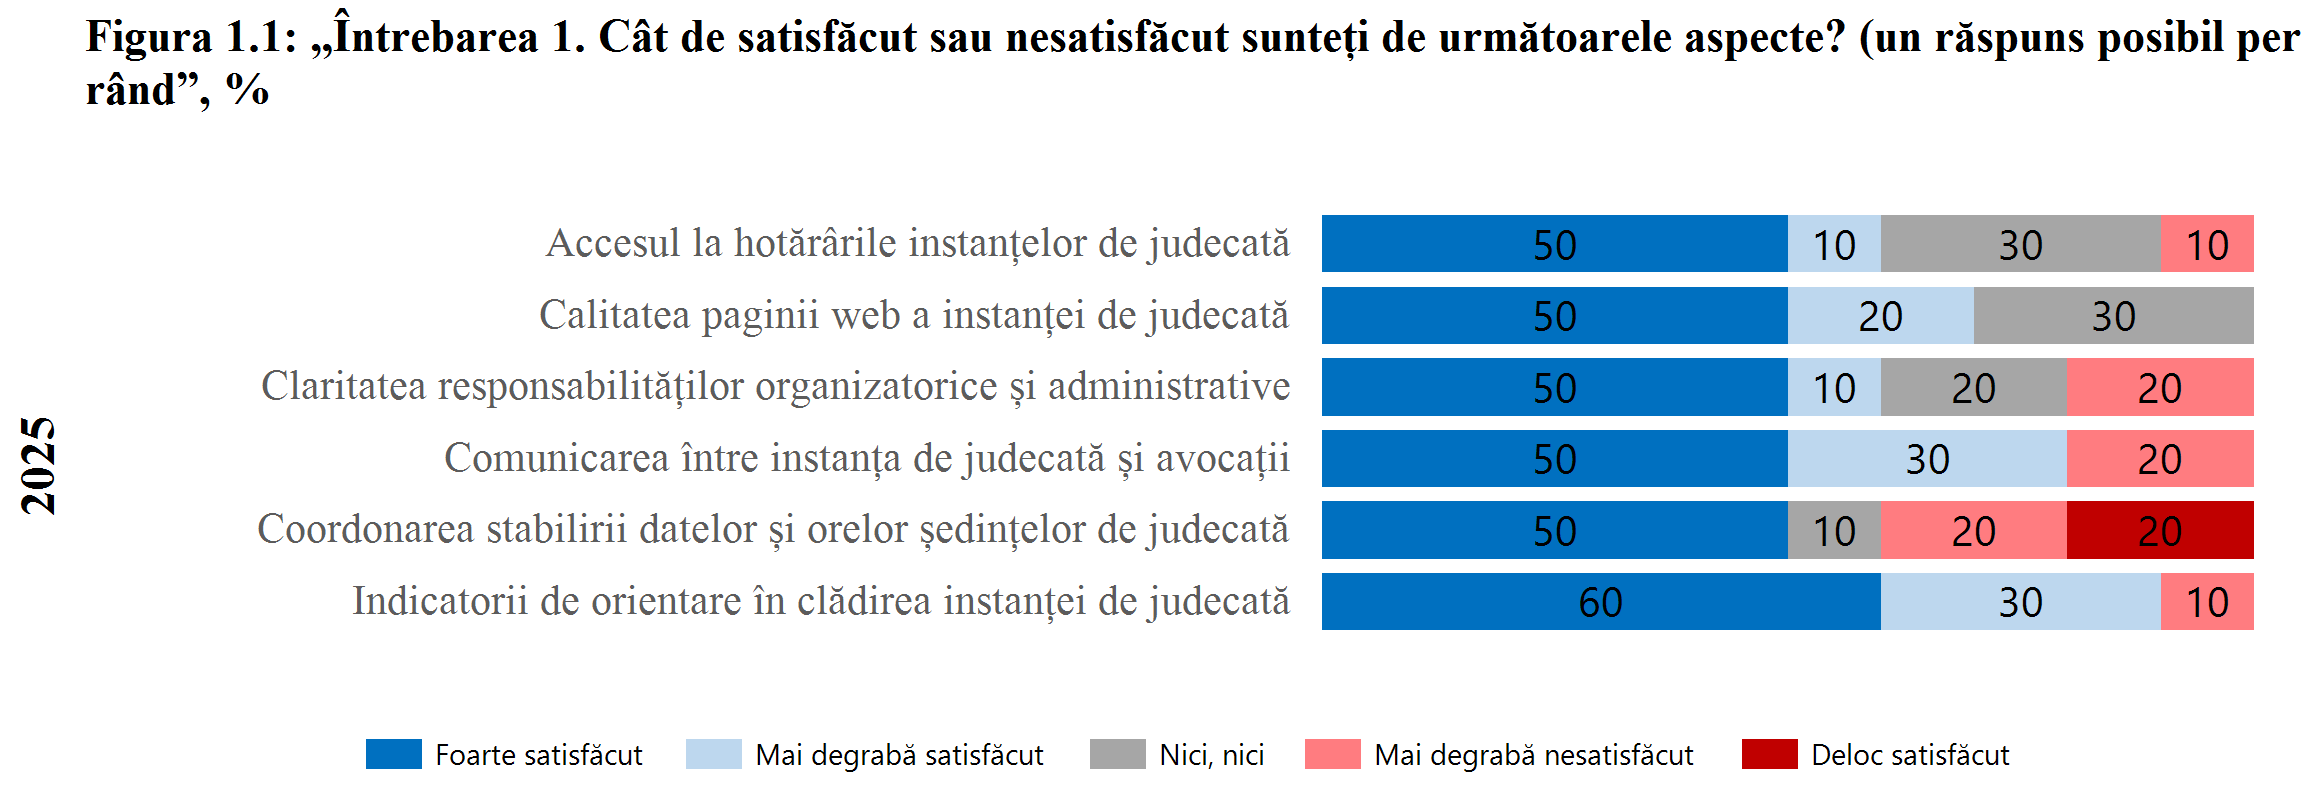 Figura 1.1: „Întrebarea 1. Cât de satisfăcut sau nesatisfăcut sunteți de următoarele aspecte? (un răspuns posibil per
rând”, %
2025
Accesul la hotărârile instanțelor de judecată 50 10 30 10
Calitatea paginii web a instanței de judecată 50 20 30
Claritatea responsabilităților organizatorice și administrative 50 10 20 20
Comunicarea între instanța de judecată și avocații 50 30 20
Coordonarea stabilirii datelor și orelor ședințelor de judecată 50 10 20 20
Indicatorii de orientare în clădirea instanței de judecată 60 30 10
Foarte satisfăcut Mai degrabă satisfăcut Nici, nici Mai degrabă nesatisfăcut Deloc satisfăcut